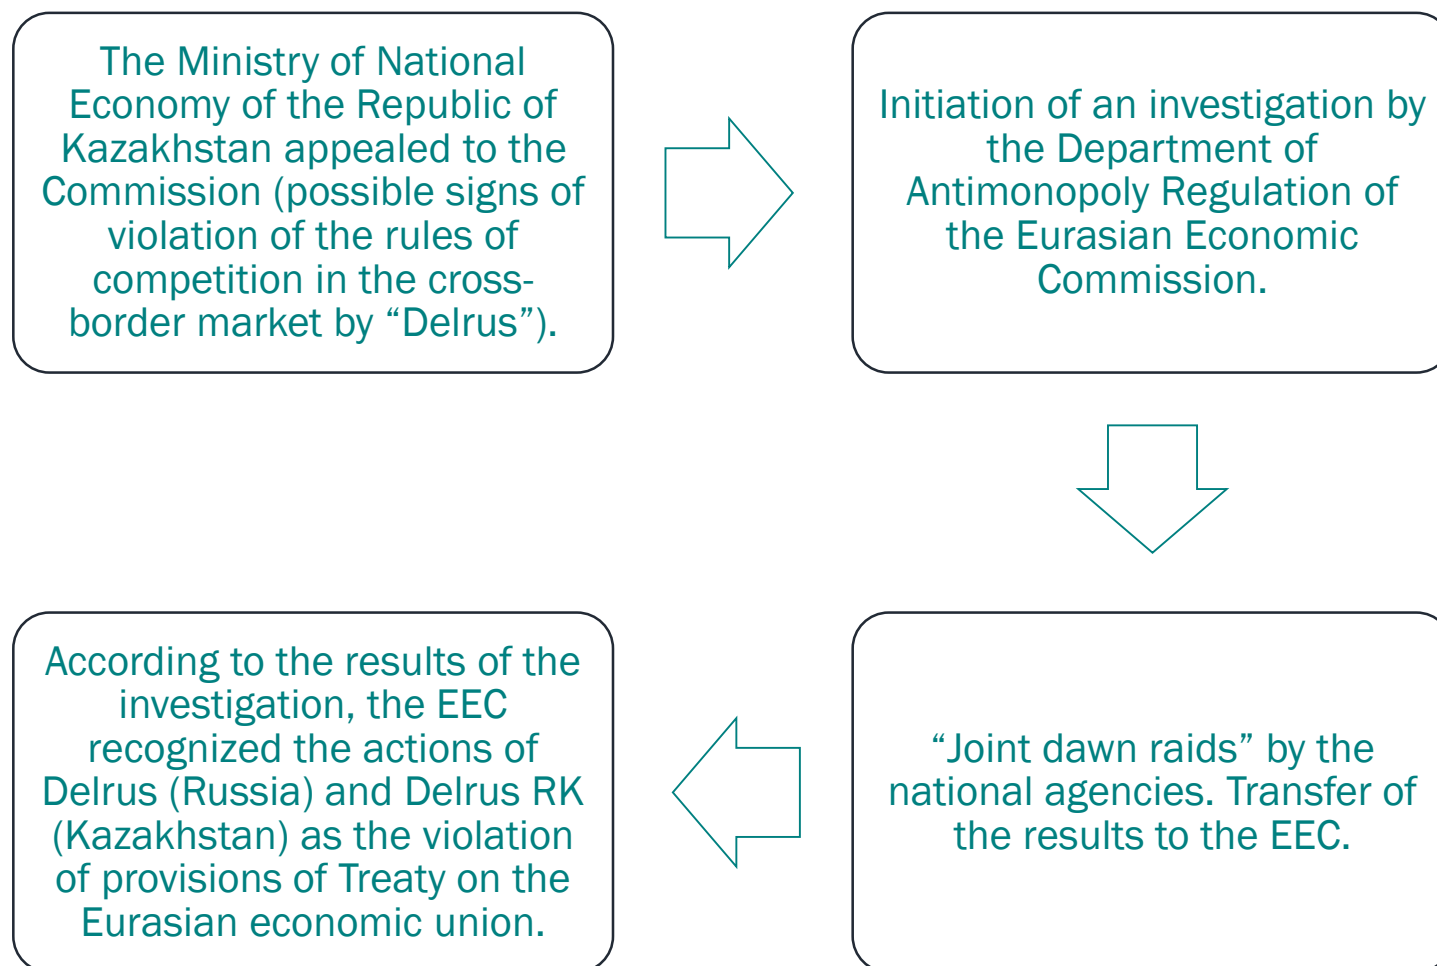 The Ministry of National
Economy of the Republic of
Kazakhstan appealed to the
Commission (possible signs of
violation of the rules of
competition in the cross-
border market by “Delrus”).
Initiation of an investigation by
the Department of
Antimonopoly Regulation of
the Eurasian Economic
Commission.
“Joint dawn raids” by the
national agencies. Transfer of
the results to the EEC.
According to the results of the
investigation, the EEC
recognized the actions of
Delrus (Russia) and Delrus RK
(Kazakhstan) as the violation
of provisions of Treaty on the
Eurasian economic union.